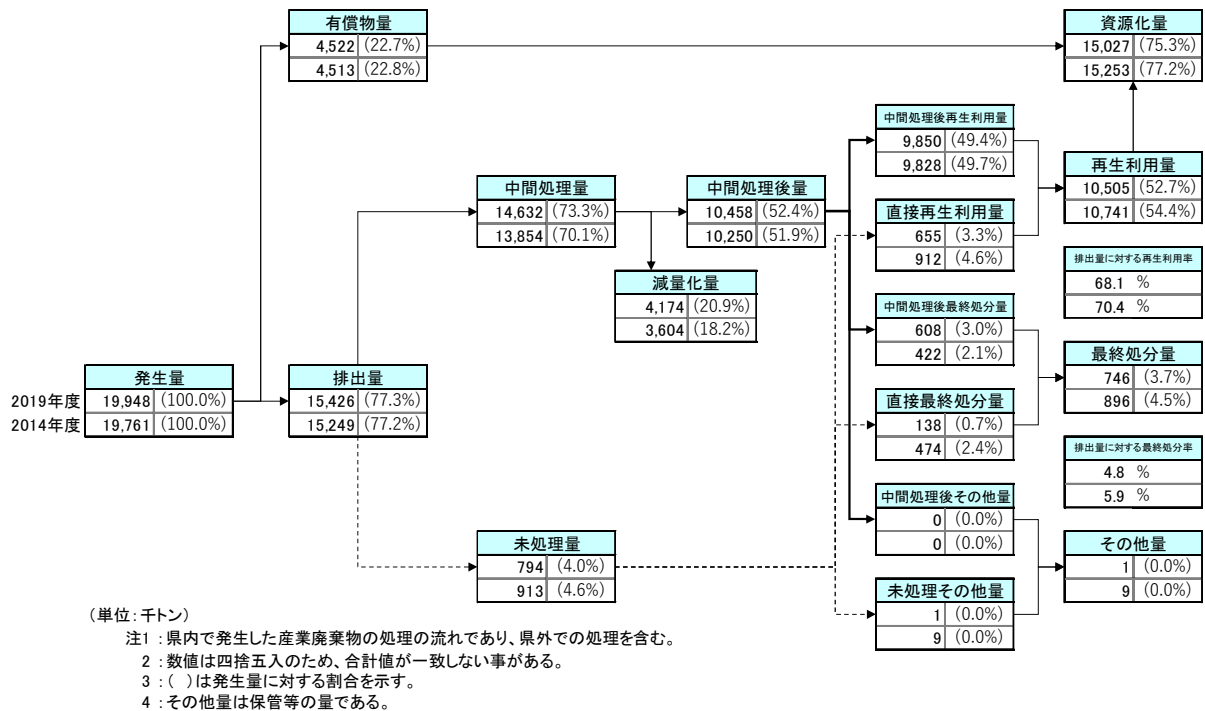 有償物量
4,522 (22.7%)
4,513 (22.8%)
資源化量
15,027 (75.3%)
15,253 (77.2%)
中間処理後再生利用量
9,850 (49.4%)
9,828 (49.7%)
再生利用量
10,505 (52.7%)
10,741 (54.4%)
中間処理量
14,632 (73.3%)
13,854 (70.1%)
中間処理後量
10,458 (52.4%)
10,250 (51.9%)
直接再生利用量
655 (3.3%)
912 (4.6%)
排出量に対する再生利用率
68.1 %
70.4 %
減量化量
4,174 (20.9%)
3,604 (18.2%)
中間処理後最終処分量
608 (3.0%)
422 (2.1%)
最終処分量
746 (3.7%)
896 (4.5%)
発生量
2019年度 19,948 (100.0%)
2014年度 19,761 (100.0%)
排出量
15,426 (77.3%)
15,249 (77.2%)
直接最終処分量
138 (0.7%)
474 (2.4%)
排出量に対する最終処分率
4.8 %
5.9 %
中間処理後その他量
0 (0.0%)
0 (0.0%)
未処理量
794 (4.0%)
913 (4.6%)
その他量
1 (0.0%)
9 (0.0%)
未処理その他量
1 (0.0%)
9 (0.0%)
（単位：千トン）
注1：県内で発生した産業廃棄物の処理の流れであり、県外での処理を含む。
2：数値は四捨五入のため、合計値が一致しない事がある。
3：（ ）は発生量に対する割合を示す。
4：その他量は保管等の量である。